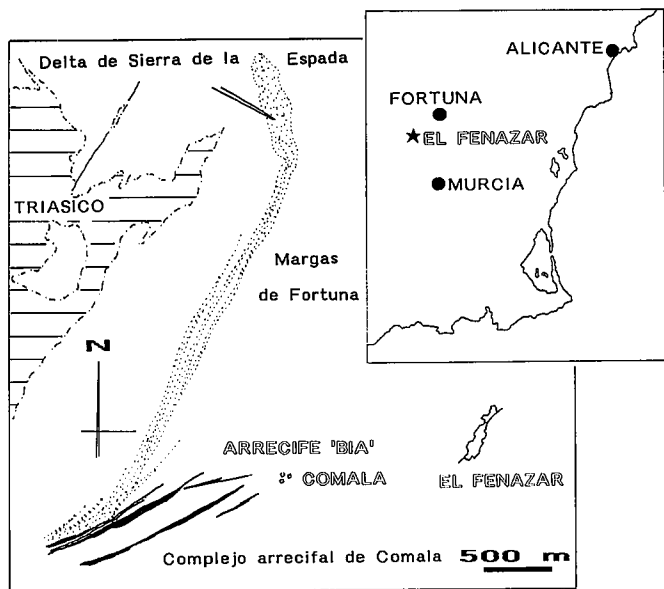 Delta de Sierra de la Espada
TRIASICO
Margas
de Fortuna
N
ARRECIFE 'BIA'
COMALA
EL FENAZAR
Complejo arrecifal de Comala
500 m
ALICANTE
FORTUNA
EL FENAZAR
MURCIA